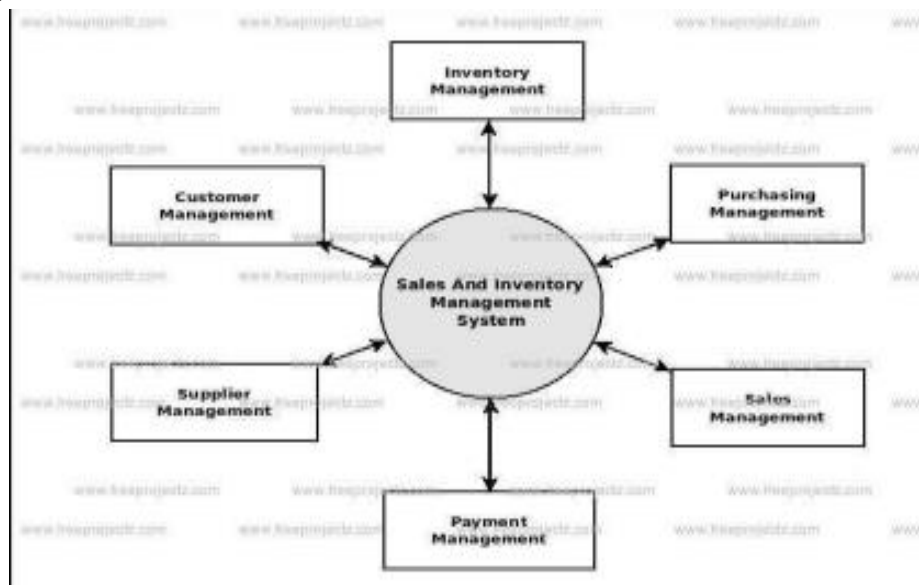 Inventory
Management
Customer
Management
Purchasing
Management
Sales And Inventory
Management
System
Supplier
Management
Sales
Management
Payment
Management